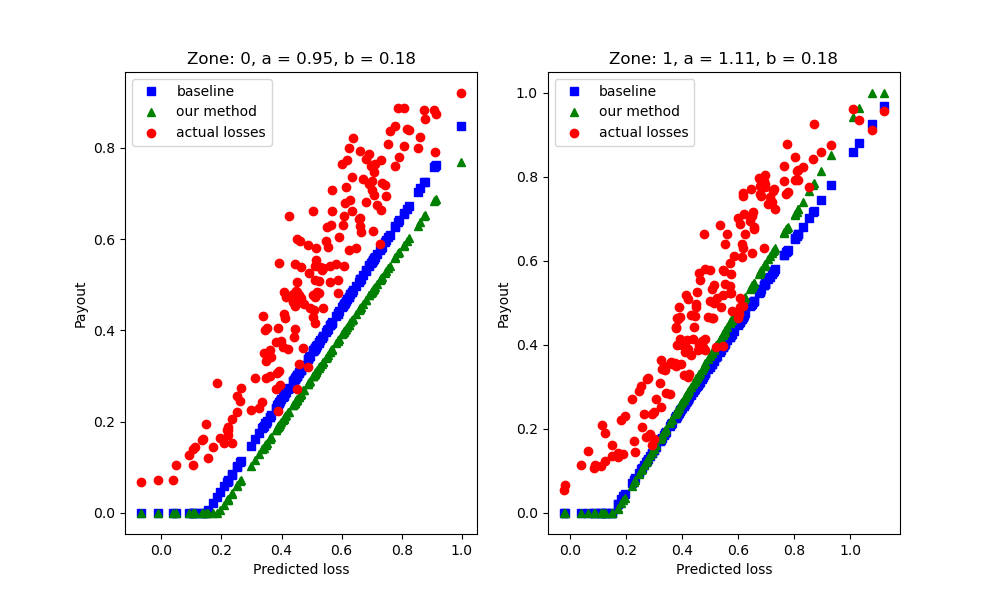 Zone: 0, a = 0.95, b = 0.18
baseline
our method
actual losses
Payout
0.8
0.6
0.4
0.2
0.0
0.0 0.2 0.4 0.6 0.8 1.0
Predicted loss
Zone: 1, a = 1.11, b = 0.18
baseline
our method
actual losses
Payout
1.0
0.8
0.6
0.4
0.2
0.0
0.0 0.2 0.4 0.6 0.8 1.0
Predicted loss